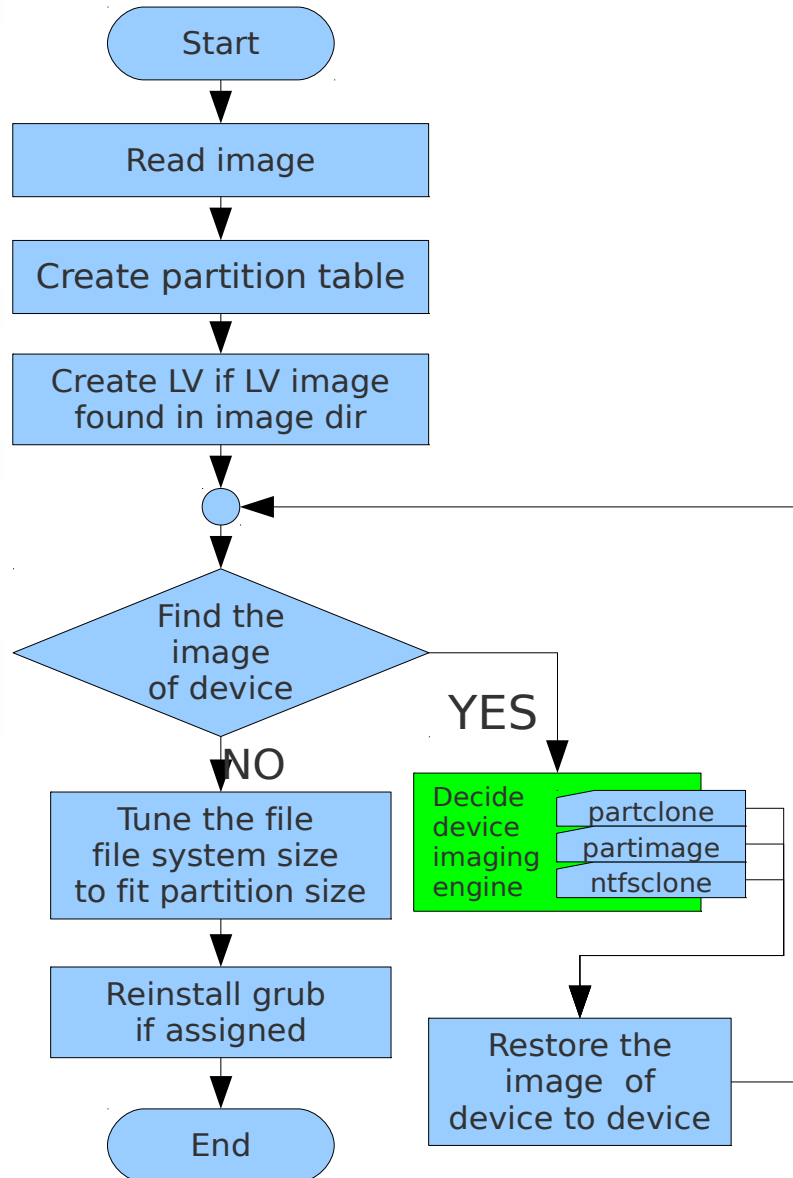 Start
Read image
Create partition table
Create LV if LV image
found in image dir
Find the
image
of device
YES
NO
Tune the file
file system size
to fit partition size
Decide
device
imaging
engine
partclone
partimage
ntfsclone
Reinstall grub
if assigned
Restore the
image of
device to device
End